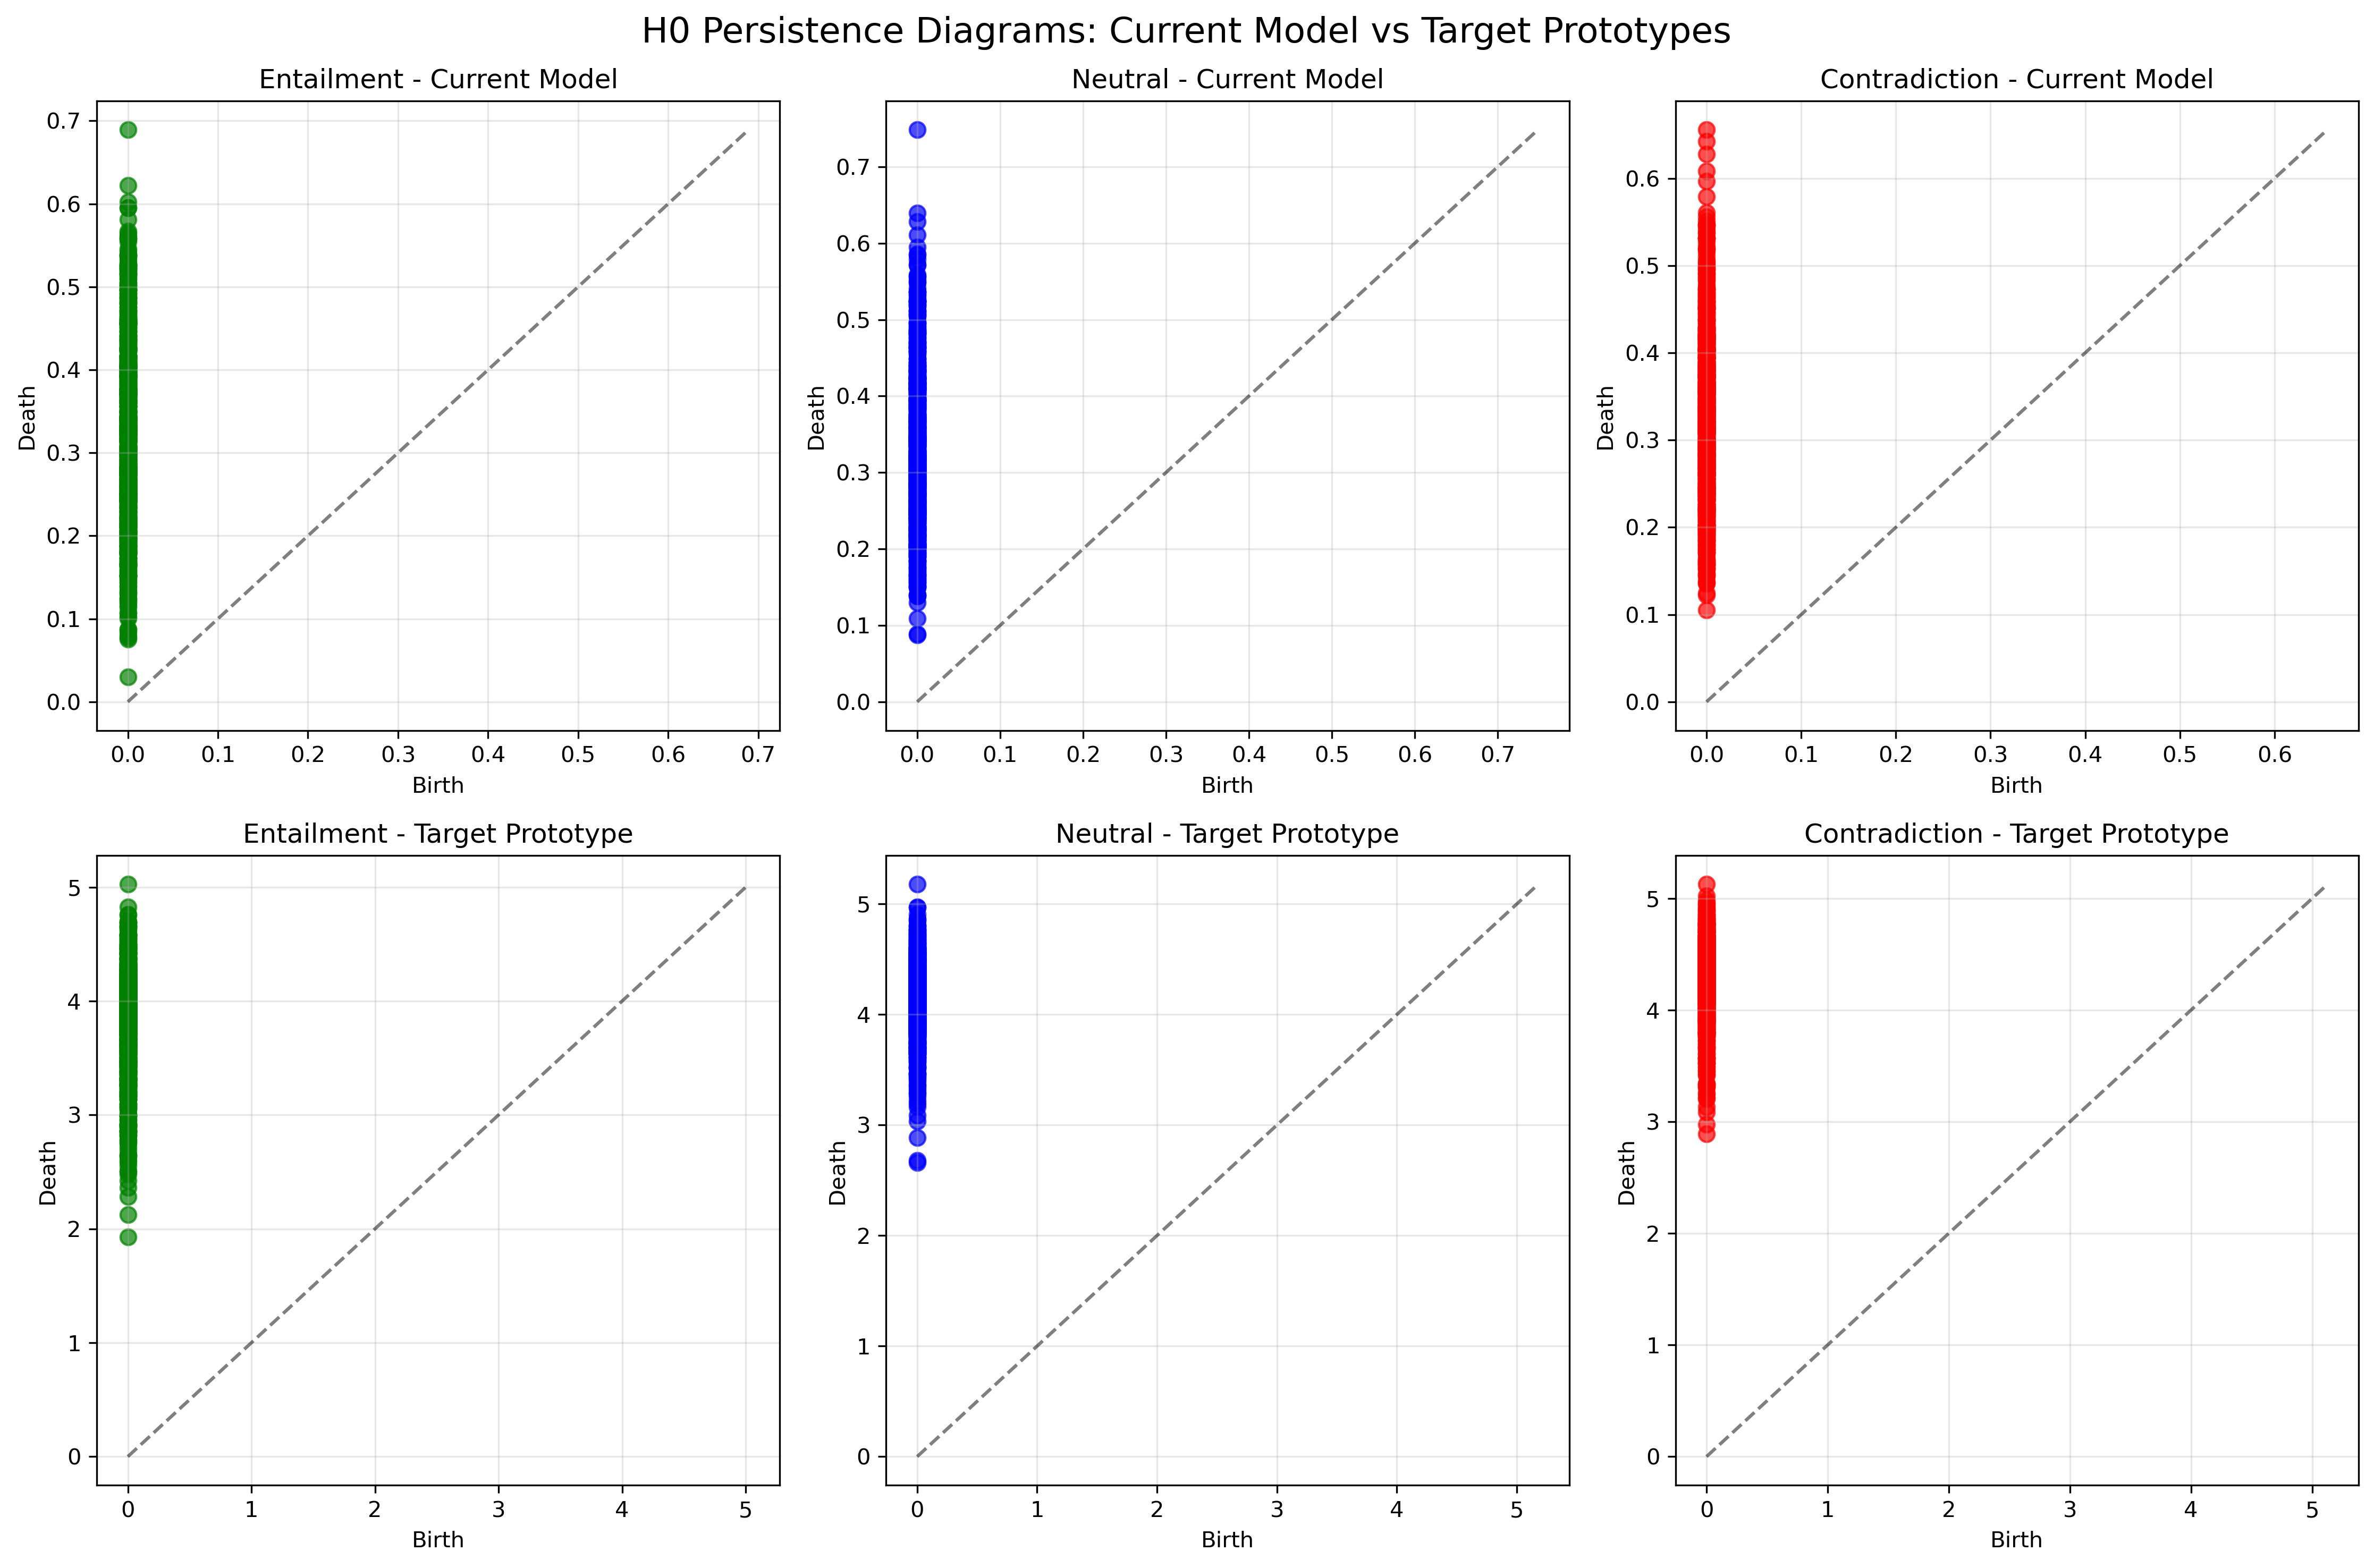 H0 Persistence Diagrams: Current Model vs Target Prototypes
Entailment - Current Model
Neutral - Current Model
Contradiction - Current Model
Death
0.7
0.6
0.5
0.4
0.3
0.2
0.1
0.0
0.0 0.1 0.2 0.3 0.4 0.5 0.6 0.7
Birth
Death
0.7
0.6
0.5
0.4
0.3
0.2
0.1
0.0
0.0 0.1 0.2 0.3 0.4 0.5 0.6 0.7
Birth
Death
0.6
0.5
0.4
0.3
0.2
0.1
0.0
0.0 0.1 0.2 0.3 0.4 0.5 0.6
Birth
Entailment - Target Prototype
Neutral - Target Prototype
Contradiction - Target Prototype
Death
5
4
3
2
1
0
0 1 2 3 4 5
Birth
Death
5
4
3
2
1
0
0 1 2 3 4 5
Birth
Death
5
4
3
2
1
0
0 1 2 3 4 5
Birth